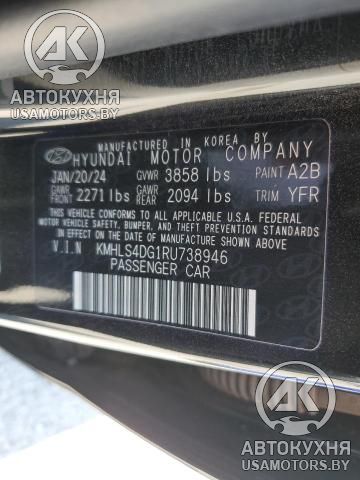 АК
АВТОКУХНЯ
USAMOTORS.BY
MANUFACTURED IN KOREA BY
HYUNDAI MOTOR COMPANY
JAN/20/24 GVWR 3858 lbs PAINT A2B
GAWR FRONT 2271 lbs GAWR REAR 2094 lbs TRIM YFR
THIS VEHICLE CONFORMS TO ALL APPLICABLE U.S.A. FEDERAL
MOTOR VEHICLE SAFETY, BUMPER, AND THEFT PREVENTION
STANDARDS IN EFFECT ON THE DATE OF MANUFACTURE SHOWN ABOVE.
V.I.N KMHLS4DG1RU738946
PASSENGER CAR
АК
АВТОКУХНЯ
USAMOTORS.BY